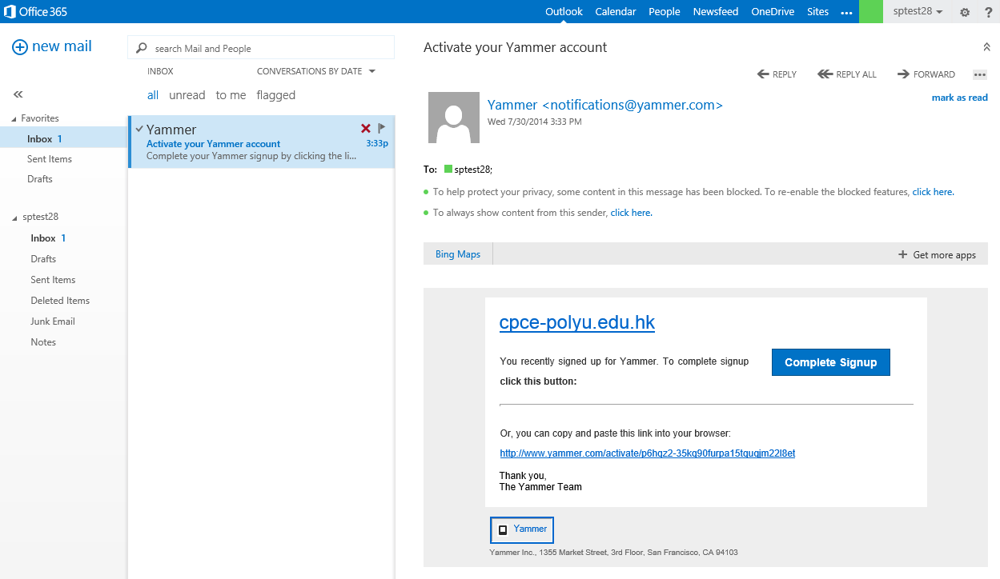 Office 365
Outlook Calendar People Newsfeed OneDrive Sites ••• sptest28 ?
new mail
search Mail and People
INBOX CONVERSATIONS BY DATE
all unread to me flagged
Favorites
Inbox 1
Sent Items
Drafts
sptest28
Inbox 1
Drafts
Sent Items
Deleted Items
Junk Email
Notes
Yammer
Activate your Yammer account 3:33p
Complete your Yammer signup by clicking the li...
Activate your Yammer account
REPLY REPLY ALL FORWARD •••
mark as read
Yammer <notifications@yammer.com>
Wed 7/30/2014 3:33 PM
To: sptest28;
To help protect your privacy, some content in this message has been blocked. To re-enable the blocked features, click here.
To always show content from this sender, click here.
Bing Maps + Get more apps
cpce-polyu.edu.hk
You recently signed up for Yammer. To complete signup
click this button:
Complete Signup
Or, you can copy and paste this link into your browser:
Thank you,
The Yammer Team
Yammer
Yammer Inc., 1355 Market Street, 3rd Floor, San Francisco, CA 94103